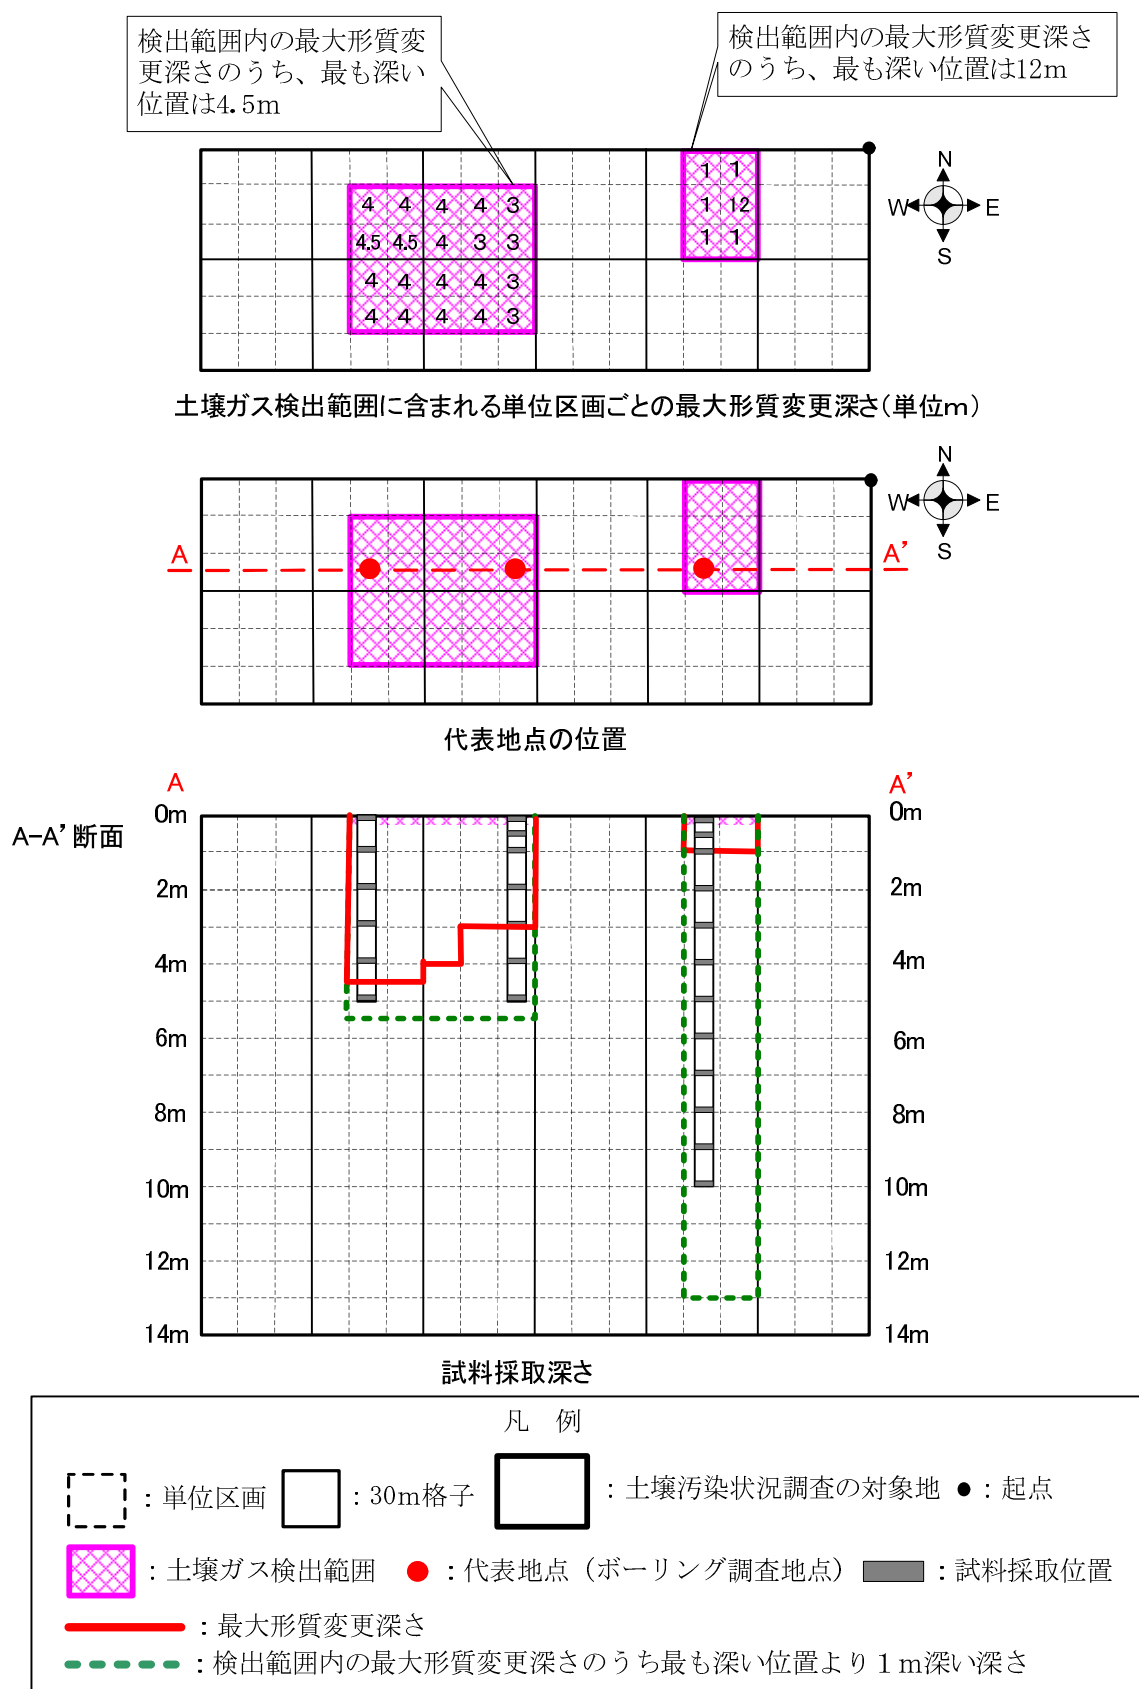 検出範囲内の最大形質変
更深さのうち、最も深い
位置は4.5m
検出範囲内の最大形質変更深さ
のうち、最も深い位置は12m
N
W E
S
1 1
1 12
1 1
4 4 4 4 3
4.5 4.5 4 3 3
4 4 4 4 3
4 4 4 4 3
土壌ガス検出範囲に含まれる単位区画ごとの最大形質変更深さ(単位m)
N
W E
S
A A’
代表地点の位置
A A’
A-A’断面
0m 0m
2m 2m
4m 4m
6m 6m
8m 8m
10m 10m
12m 12m
14m 14m
試料採取深さ
凡 例
：単位区画 ：30m格子 ：土壌汚染状況調査の対象地 ：起点
：土壌ガス検出範囲 ：代表地点（ボーリング調査地点） ：試料採取位置
：最大形質変更深さ
：検出範囲内の最大形質変更深さのうち最も深い位置より１m深い深さ